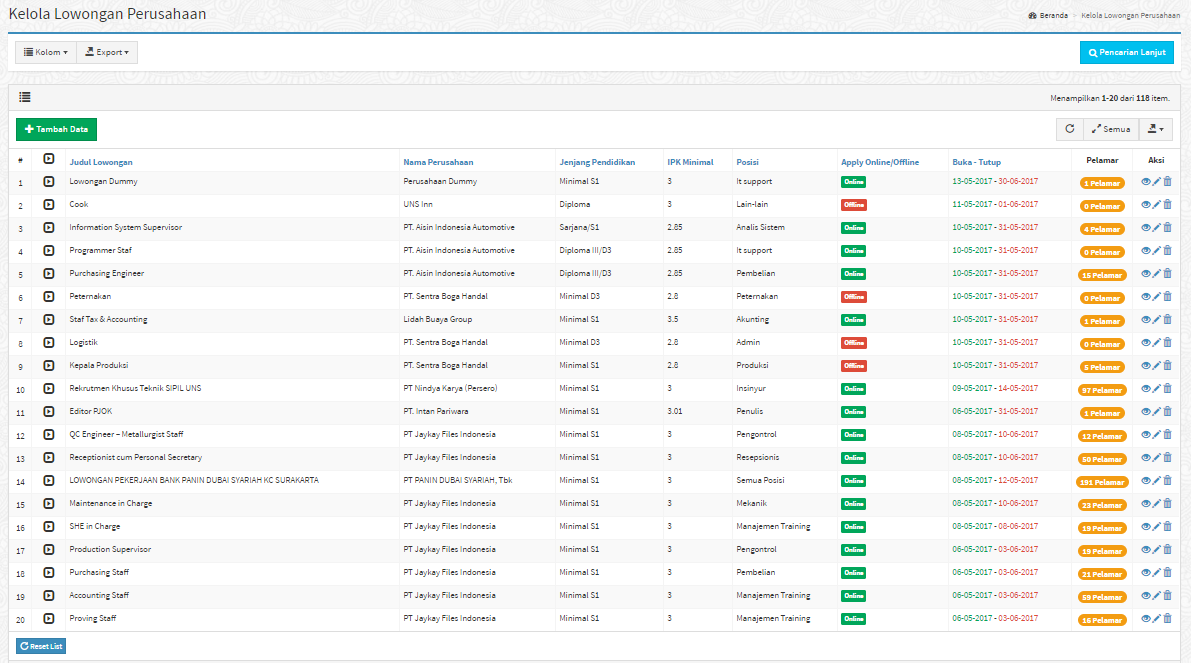 Kelola Lowongan Perusahaan
Beranda > Kelola Lowongan Perusahaan
Kolom Export Pencarian Lanjut
Menampilkan 1-20 dari 118 item.
Tambah Data Semua
# Judul Lowongan Nama Perusahaan Jenjang Pendidikan IPK Minimal Posisi Apply Online/Offline Buka - Tutup Pelamar Aksi
1 Lowongan Dummy Perusahaan Dummy Minimal S1 3 It support Online 13-05-2017 - 30-06-2017 1 Pelamar
2 Cook UNS Inn Diploma 3 Lain-lain Offline 11-05-2017 - 01-06-2017 0 Pelamar
3 Information System Supervisor PT. Aisin Indonesia Automotive Sarjana/S1 2.85 Analis Sistem Online 10-05-2017 - 31-05-2017 4 Pelamar
4 Programmer Staf PT. Aisin Indonesia Automotive Diploma III/D3 2.85 It support Online 10-05-2017 - 31-05-2017 0 Pelamar
5 Purchasing Engineer PT. Aisin Indonesia Automotive Diploma III/D3 2.85 Pembelian Online 10-05-2017 - 31-05-2017 15 Pelamar
6 Peternakan PT. Sentra Boga Handal Minimal D3 2.8 Peternakan Offline 10-05-2017 - 31-05-2017 0 Pelamar
7 Staf Tax & Accounting Lidah Buaya Group Minimal S1 3.5 Akunting Online 10-05-2017 - 31-05-2017 1 Pelamar
8 Logistik PT. Sentra Boga Handal Minimal D3 2.8 Admin Offline 10-05-2017 - 31-05-2017 0 Pelamar
9 Kepala Produksi PT. Sentra Boga Handal Minimal S1 2.8 Produksi Offline 10-05-2017 - 31-05-2017 5 Pelamar
10 Rekrutmen Khusus Teknik SIPIL UNS PT Nindya Karya (Persero) Minimal S1 3 Insinyur Online 09-05-2017 - 14-05-2017 97 Pelamar
11 Editor PJOK PT. Intan Pariwara Minimal S1 3.01 Penulis Online 06-05-2017 - 31-05-2017 1 Pelamar
12 QC Engineer – Metallurgist Staff PT Jaykay Files Indonesia Minimal S1 3 Pengontrol Online 08-05-2017 - 10-06-2017 12 Pelamar
13 Receptionist cum Personal Secretary PT Jaykay Files Indonesia Minimal S1 3 Resepsionis Online 08-05-2017 - 10-06-2017 50 Pelamar
14 LOWONGAN PEKERJAAN BANK PANIN DUBAI SYARIAH KC SURAKARTA PT PANIN DUBAI SYARIAH, Tbk Minimal S1 3 Semua Posisi Online 08-05-2017 - 12-05-2017 191 Pelamar
15 Maintenance in Charge PT Jaykay Files Indonesia Minimal S1 3 Mekanik Online 08-05-2017 - 10-06-2017 23 Pelamar
16 SHE in Charge PT Jaykay Files Indonesia Minimal S1 3 Manajemen Training Online 08-05-2017 - 08-06-2017 19 Pelamar
17 Production Supervisor PT Jaykay Files Indonesia Minimal S1 3 Pengontrol Online 06-05-2017 - 03-06-2017 19 Pelamar
18 Purchasing Staff PT Jaykay Files Indonesia Minimal S1 3 Pembelian Online 06-05-2017 - 03-06-2017 21 Pelamar
19 Accounting Staff PT Jaykay Files Indonesia Minimal S1 3 Manajemen Training Online 06-05-2017 - 03-06-2017 59 Pelamar
20 Proving Staff PT Jaykay Files Indonesia Minimal S1 3 Manajemen Training Online 06-05-2017 - 03-06-2017 16 Pelamar
Reset List